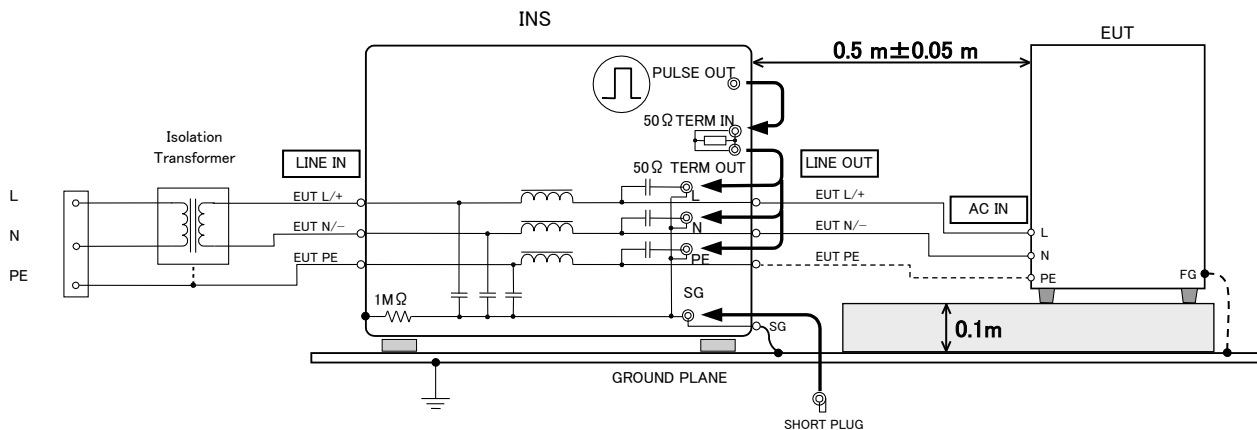 INS
EUT
0.5 m±0.05 m
PULSE OUT
50Ω TERM IN
Isolation
Transformer
LINE IN
50Ω TERM OUT
LINE OUT
L
EUT L/+
L
EUT L/+
AC IN
N
EUT N/−
N
EUT N/−
L
N
PE
EUT PE
PE
EUT PE
PE
FG
1MΩ
SG
SG
0.1m
GROUND PLANE
SHORT PLUG